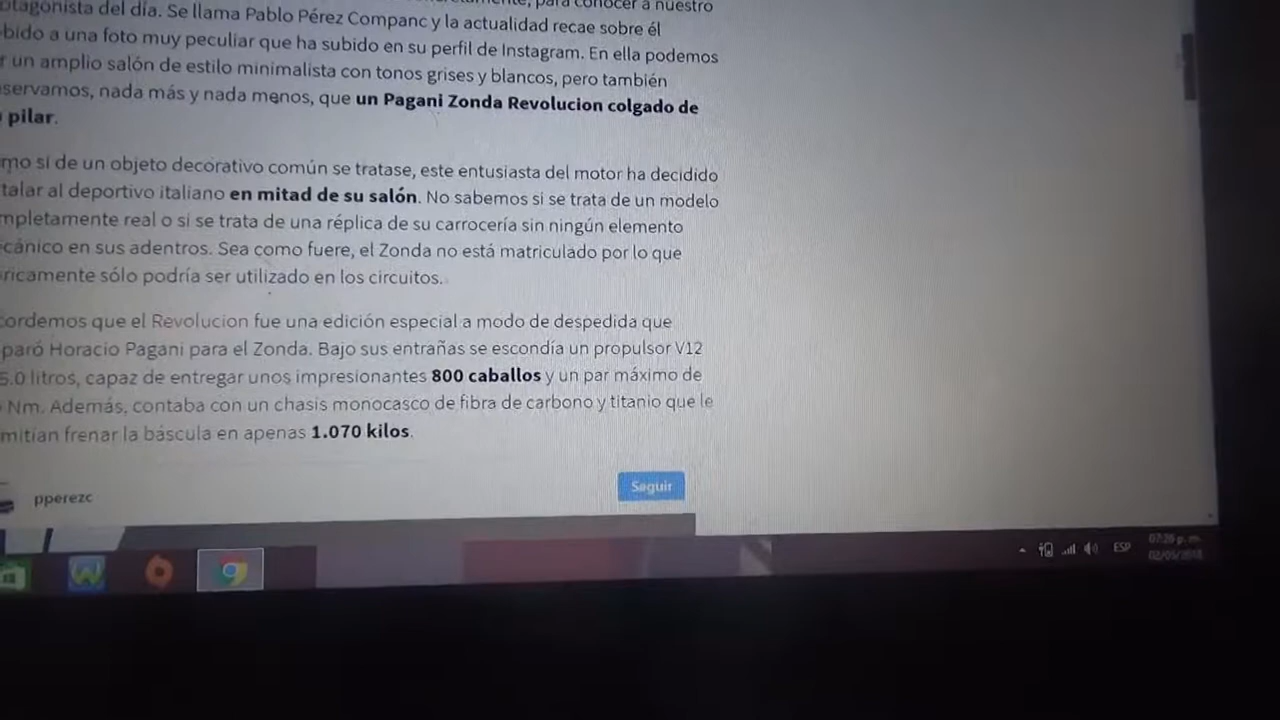 para conocer a nuestro
otagonista del día. Se llama Pablo Pérez Companc y la actualidad recae sobre él
bido a una foto muy peculiar que ha subido en su perfil de Instagram. En ella podemos
r un amplio salón de estilo minimalista con tonos grises y blancos, pero también
servamos, nada más y nada menos, que un Pagani Zonda Revolucion colgado de
pilar.
mo si de un objeto decorativo común se tratase, este entusiasta del motor ha decidido
talar al deportivo italiano en mitad de su salón. No sabemos si se trata de un modelo
mpletamente real o si se trata de una réplica de su carrocería sin ningún elemento
cánico en sus adentros. Sea como fuere, el Zonda no está matriculado por lo que
ricamente sólo podría ser utilizado en los circuitos.
cordemos que el Revolucion fue una edición especial a modo de despedida que
paró Horacio Pagani para el Zonda. Bajo sus entrañas se escondía un propulsor V12
6.0 litros, capaz de entregar unos impresionantes 800 caballos y un par máximo de
Nm. Además, contaba con un chasis monocasco de fibra de carbono y titanio que le
mitían frenar la báscula en apenas 1.070 kilos.
pperezc
Seguir
ESP